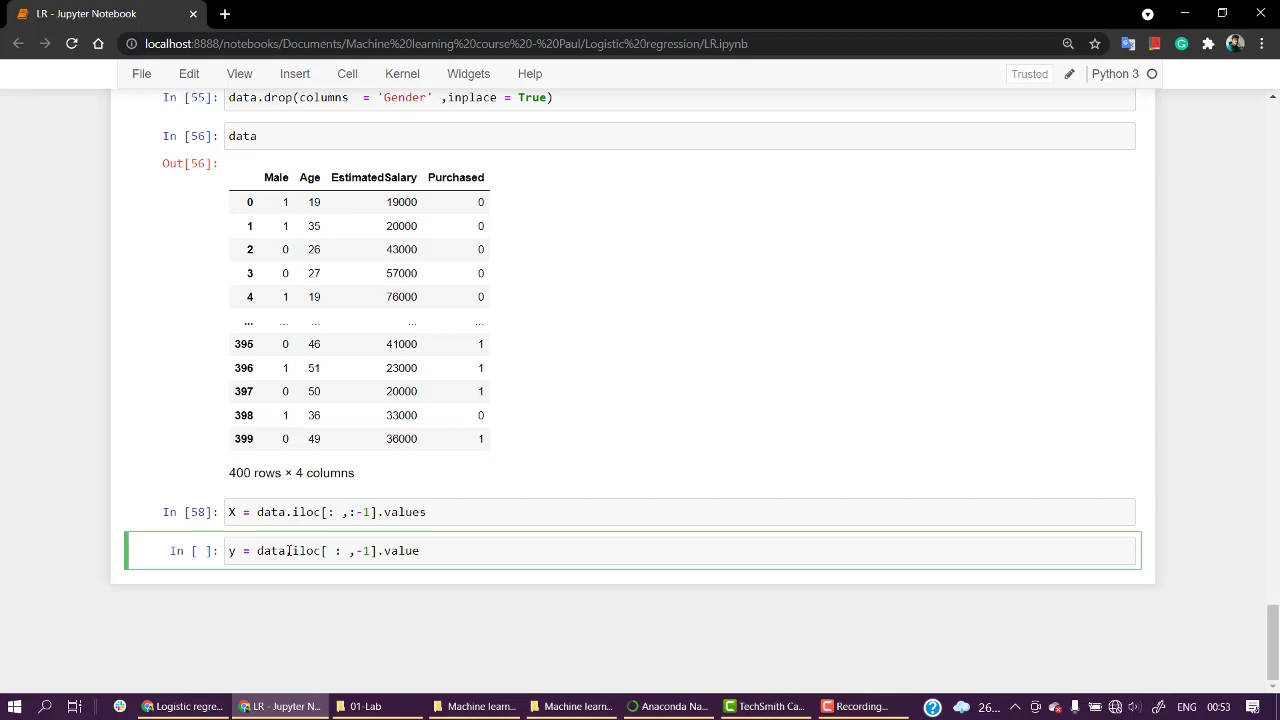 LR - Jupyter Notebook
localhost:8888/notebooks/Documents/Machine%20learning%20course%20-%20Paul/Logistic%20regression/LR.ipynb
File Edit View Insert Cell Kernel Widgets Help Trusted Python 3
In [55]: data.drop(columns  = 'Gender' ,inplace = True)
In [56]: data
Out[56]:
Male Age EstimatedSalary Purchased
0 1 19 19000 0
1 1 35 20000 0
2 0 26 43000 0
3 0 27 57000 0
4 1 19 76000 0
... ... ... ... ...
395 0 46 41000 1
396 1 51 23000 1
397 0 50 20000 1
398 1 36 33000 0
399 0 49 36000 1
400 rows × 4 columns
In [58]: X = data.iloc[: ,:-1].values
In [ ]: y = data.iloc[ : ,-1].value
Logistic regre... LR - Jupyter N... 01-Lab Machine learn... Machine learn... Anaconda Na... TechSmith Ca... Recording... 26... ENG 00:53